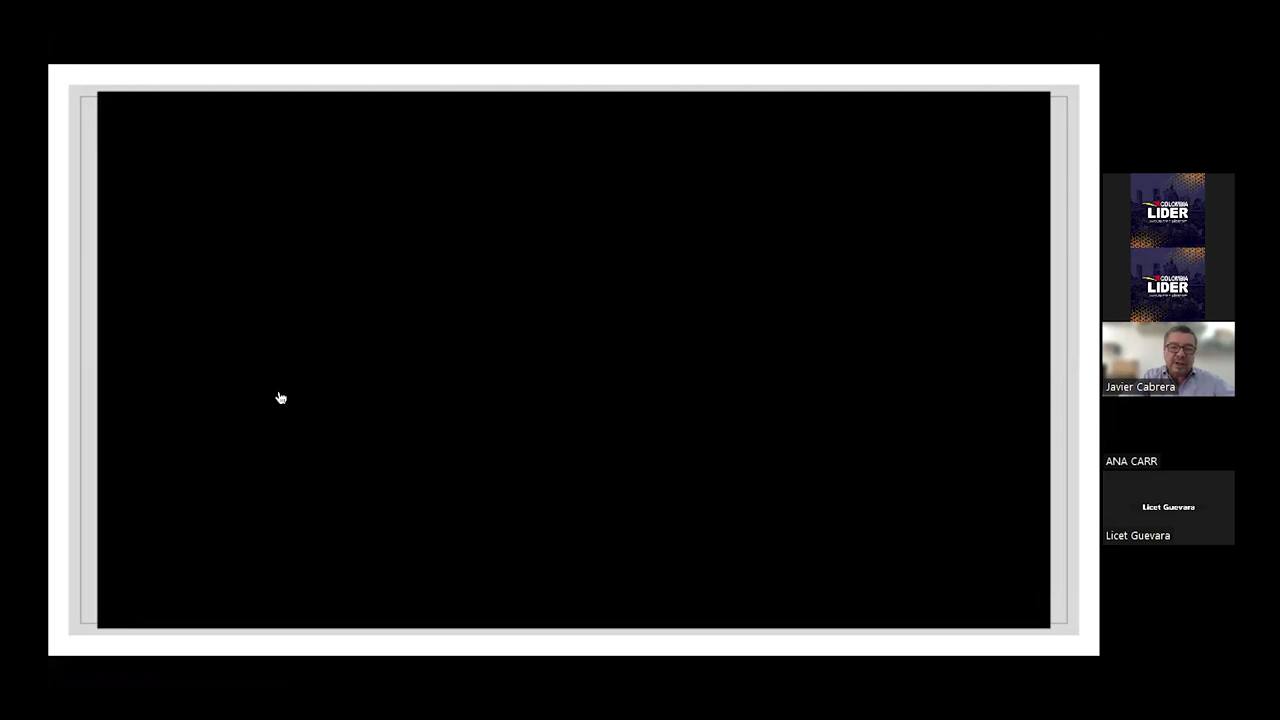 COLOMBIA
LIDER
COLOMBIA
LIDER
Javier Cabrera
ANA CARR
Licet Guevara
Licet Guevara